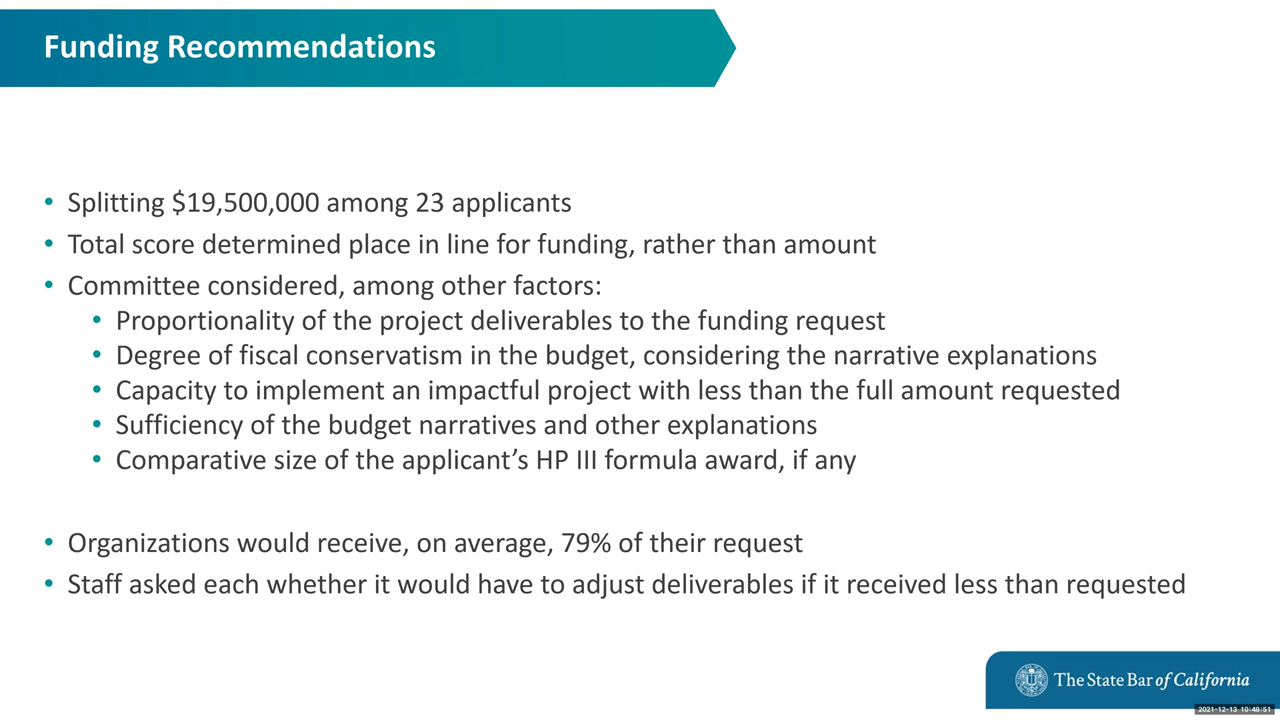 Funding Recommendations
• Splitting $19,500,000 among 23 applicants
• Total score determined place in line for funding, rather than amount
• Committee considered, among other factors:
• Proportionality of the project deliverables to the funding request
• Degree of fiscal conservatism in the budget, considering the narrative explanations
• Capacity to implement an impactful project with less than the full amount requested
• Sufficiency of the budget narratives and other explanations
• Comparative size of the applicant’s HP III formula award, if any
• Organizations would receive, on average, 79% of their request
• Staff asked each whether it would have to adjust deliverables if it received less than requested
The State Bar of California
2021-12-13 10:48:51